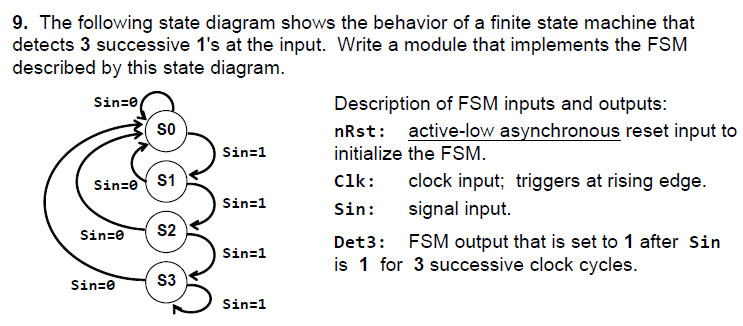 9. The following state diagram shows the behavior of a finite state machine that
detects 3 successive 1's at the input. Write a module that implements the FSM
described by this state diagram.
Sin=0
S0
Sin=1
Sin=0
S1
Sin=1
Sin=0
S2
Sin=1
Sin=0
S3
Sin=1
Description of FSM inputs and outputs:
nRst: active-low asynchronous reset input to
initialize the FSM.
Clk: clock input; triggers at rising edge.
Sin: signal input.
Det3: FSM output that is set to 1 after Sin
is 1 for 3 successive clock cycles.